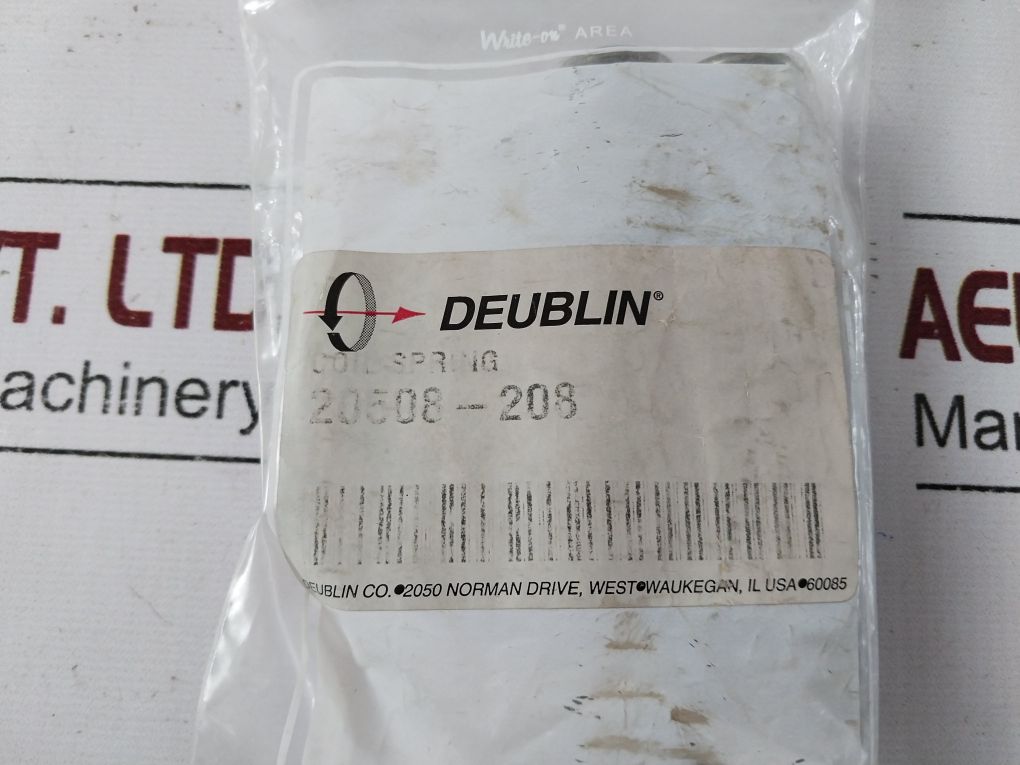 Write-on® AREA
T. LTD
AE
achinery
Mar
DEUBLIN®
COIL SPRING
-208
DEUBLIN CO.●2050 NORMAN DRIVE, WEST●WAUKEGAN, IL USA●60085